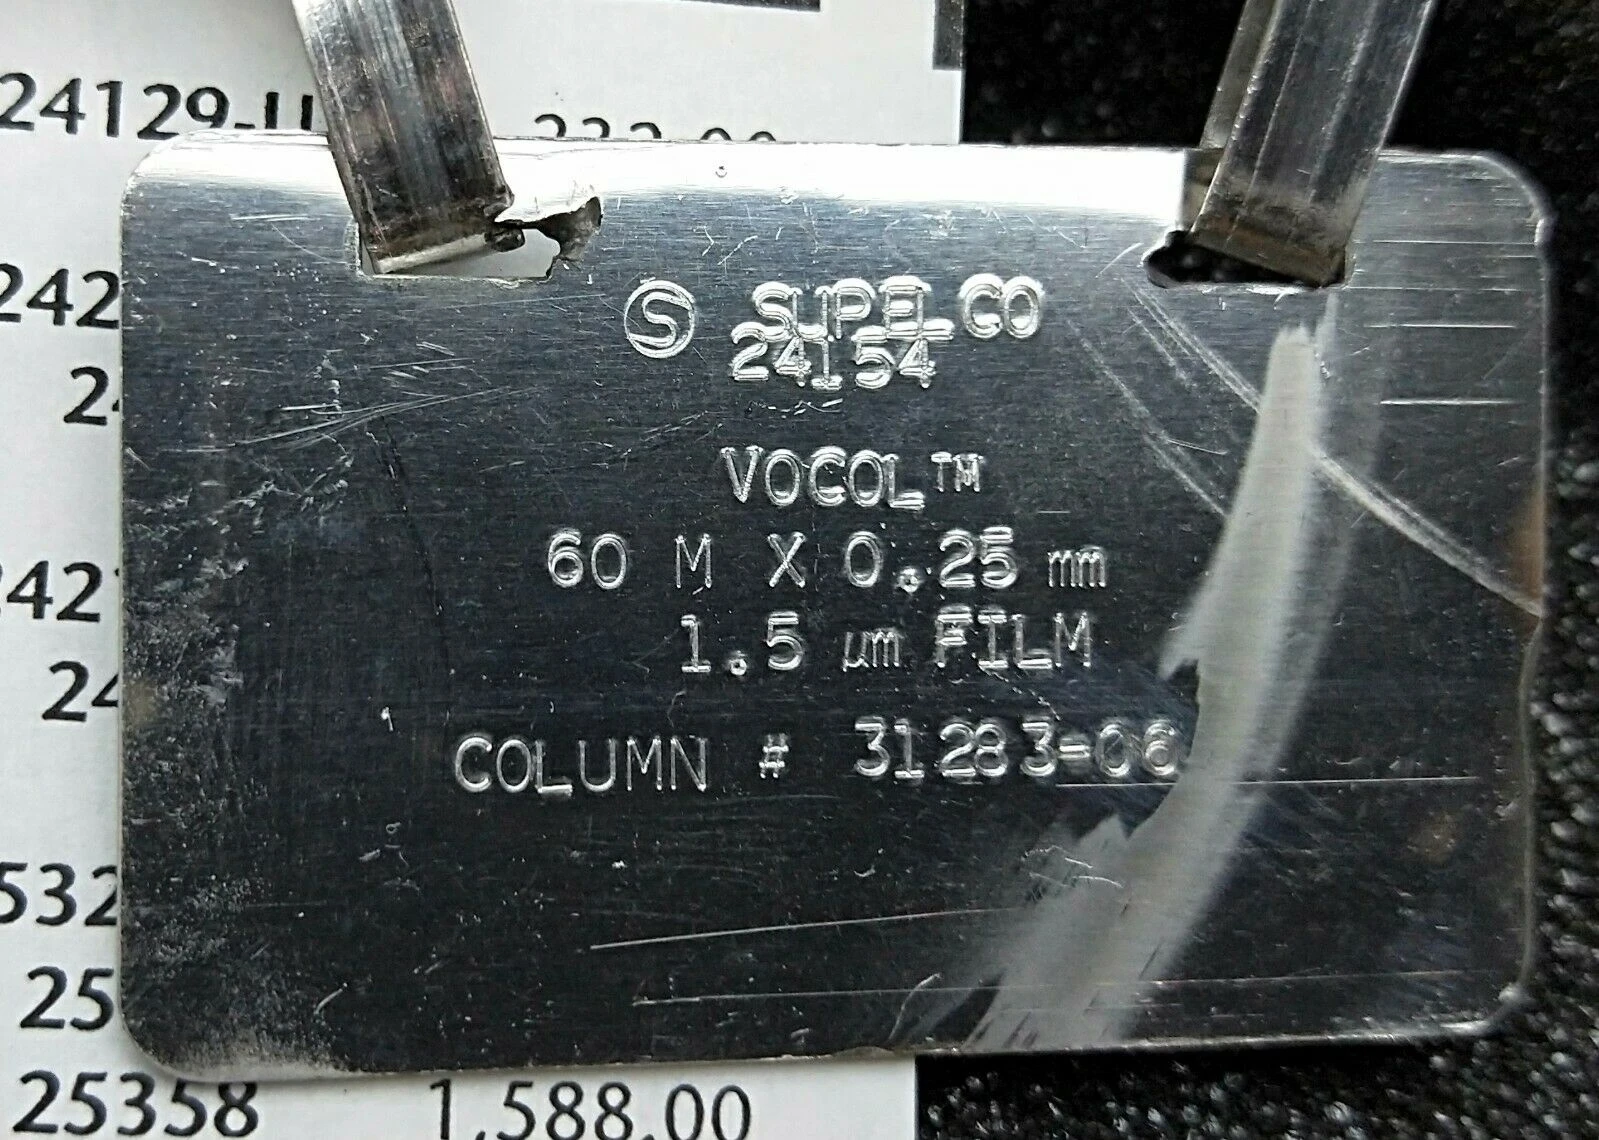 24129-U
Ⓢ SUPELCO
24154
VOCOL™
60 M X 0.25 mm
1.5 µm FILM
COLUMN # 31283-06
25358 1,588.00